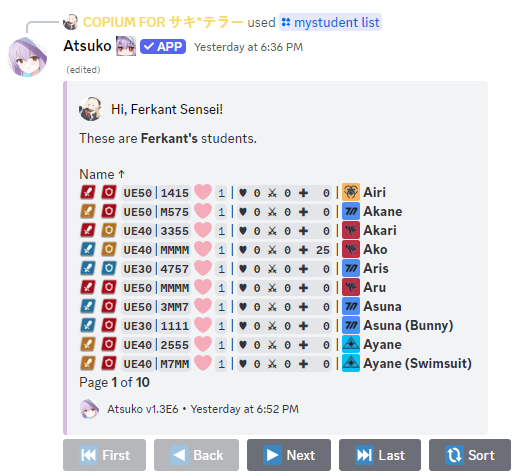 COPIUM FOR サキ*テラー used mystudent list
Atsuko APP Yesterday at 6:36 PM
(edited)
Hi, Ferkant Sensei!
These are Ferkant's students.
Name ↑
UE50|1415 1|♥ 0 ⚔ 0 ✚ 0|Airi
UE50|M575 1|♥ 0 ⚔ 0 ✚ 0|Akane
UE40|3355 1|♥ 0 ⚔ 0 ✚ 0|Akari
UE40|MMMM 1|♥ 0 ⚔ 0 ✚ 25|Ako
UE30|4757 1|♥ 0 ⚔ 0 ✚ 0|Aris
UE50|MMMM 1|♥ 0 ⚔ 0 ✚ 0|Aru
UE50|3MM7 1|♥ 0 ⚔ 0 ✚ 0|Asuna
UE30|1111 1|♥ 0 ⚔ 0 ✚ 0|Asuna (Bunny)
UE40|2555 1|♥ 0 ⚔ 0 ✚ 0|Ayane
UE40|M7MM 1|♥ 0 ⚔ 0 ✚ 0|Ayane (Swimsuit)
Page 1 of 10
Atsuko v1.3E6 • Yesterday at 6:52 PM
First Back Next Last Sort